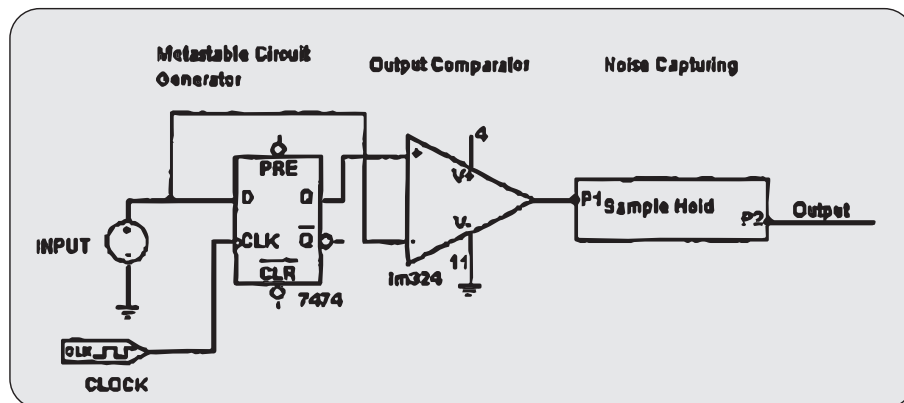 Metastable Circuit
Generator
Output Comparator
Noise Capturing
4
PRE
V+
D
Q
P1
Sample Hold
P2
Output
INPUT
CLK
Q
V-
CLR
7474
lm324
11
CLK
CLOCK